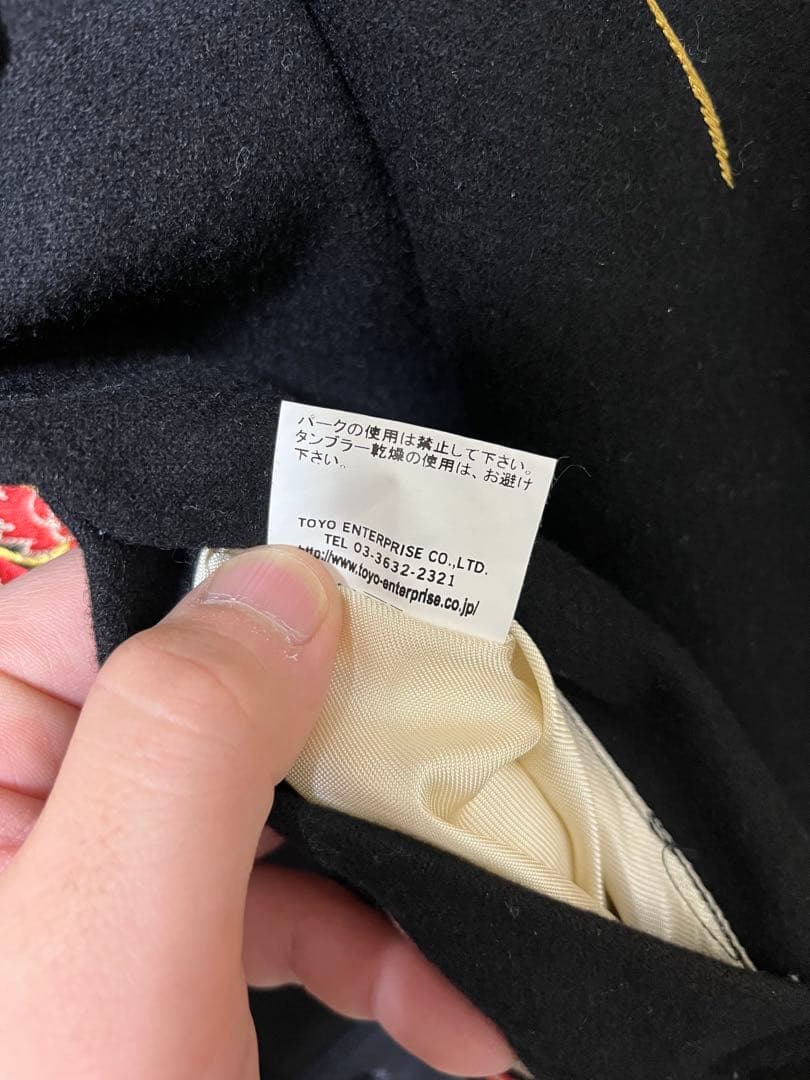 パークの使用は禁止して下さい。
タンブラー乾燥の使用は、お避け
下さい。
TOYO ENTERPRISE CO.,LTD.
TEL 03-3632-2321
http://www.toyo-enterprise.co.jp/